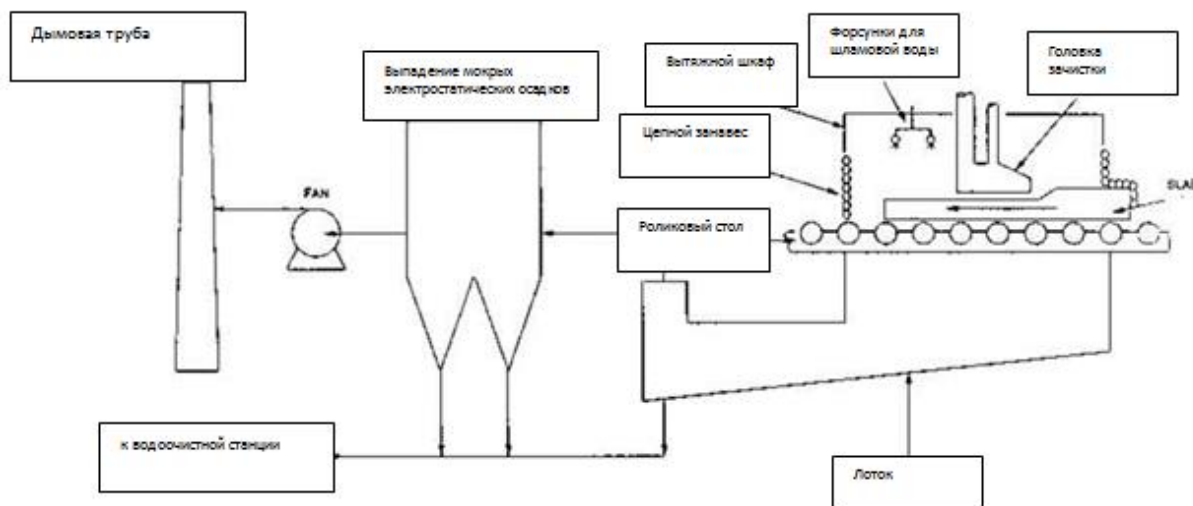 Дымовая труба
Форсунки для
шламовой воды
Головка
зачистки
Вытяжной шкаф
Выпадение мокрых
электростатических осадков
Цепной занавес
FAN
SLAB
Роликовый стол
к водоочистной станции
Лоток